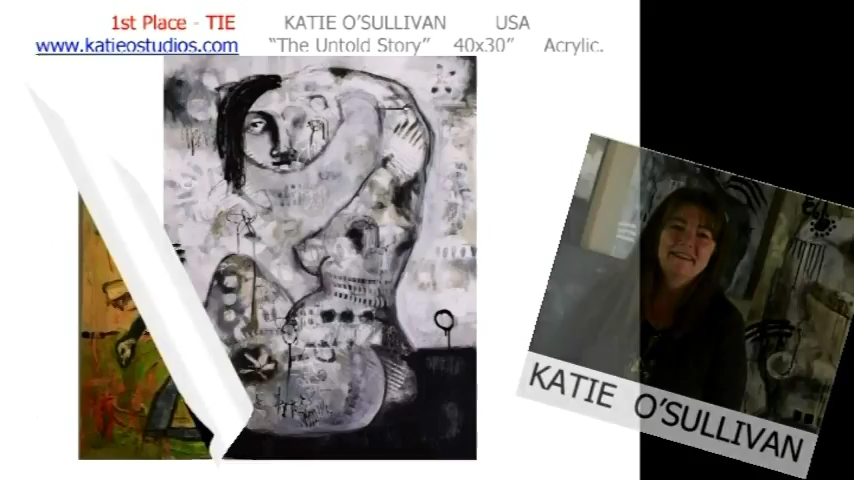 1st Place - TIE KATIE O'SULLIVAN USA
www.katieostudios.com "The Untold Story" 40x30" Acrylic.
KATIE O'SULLIVAN